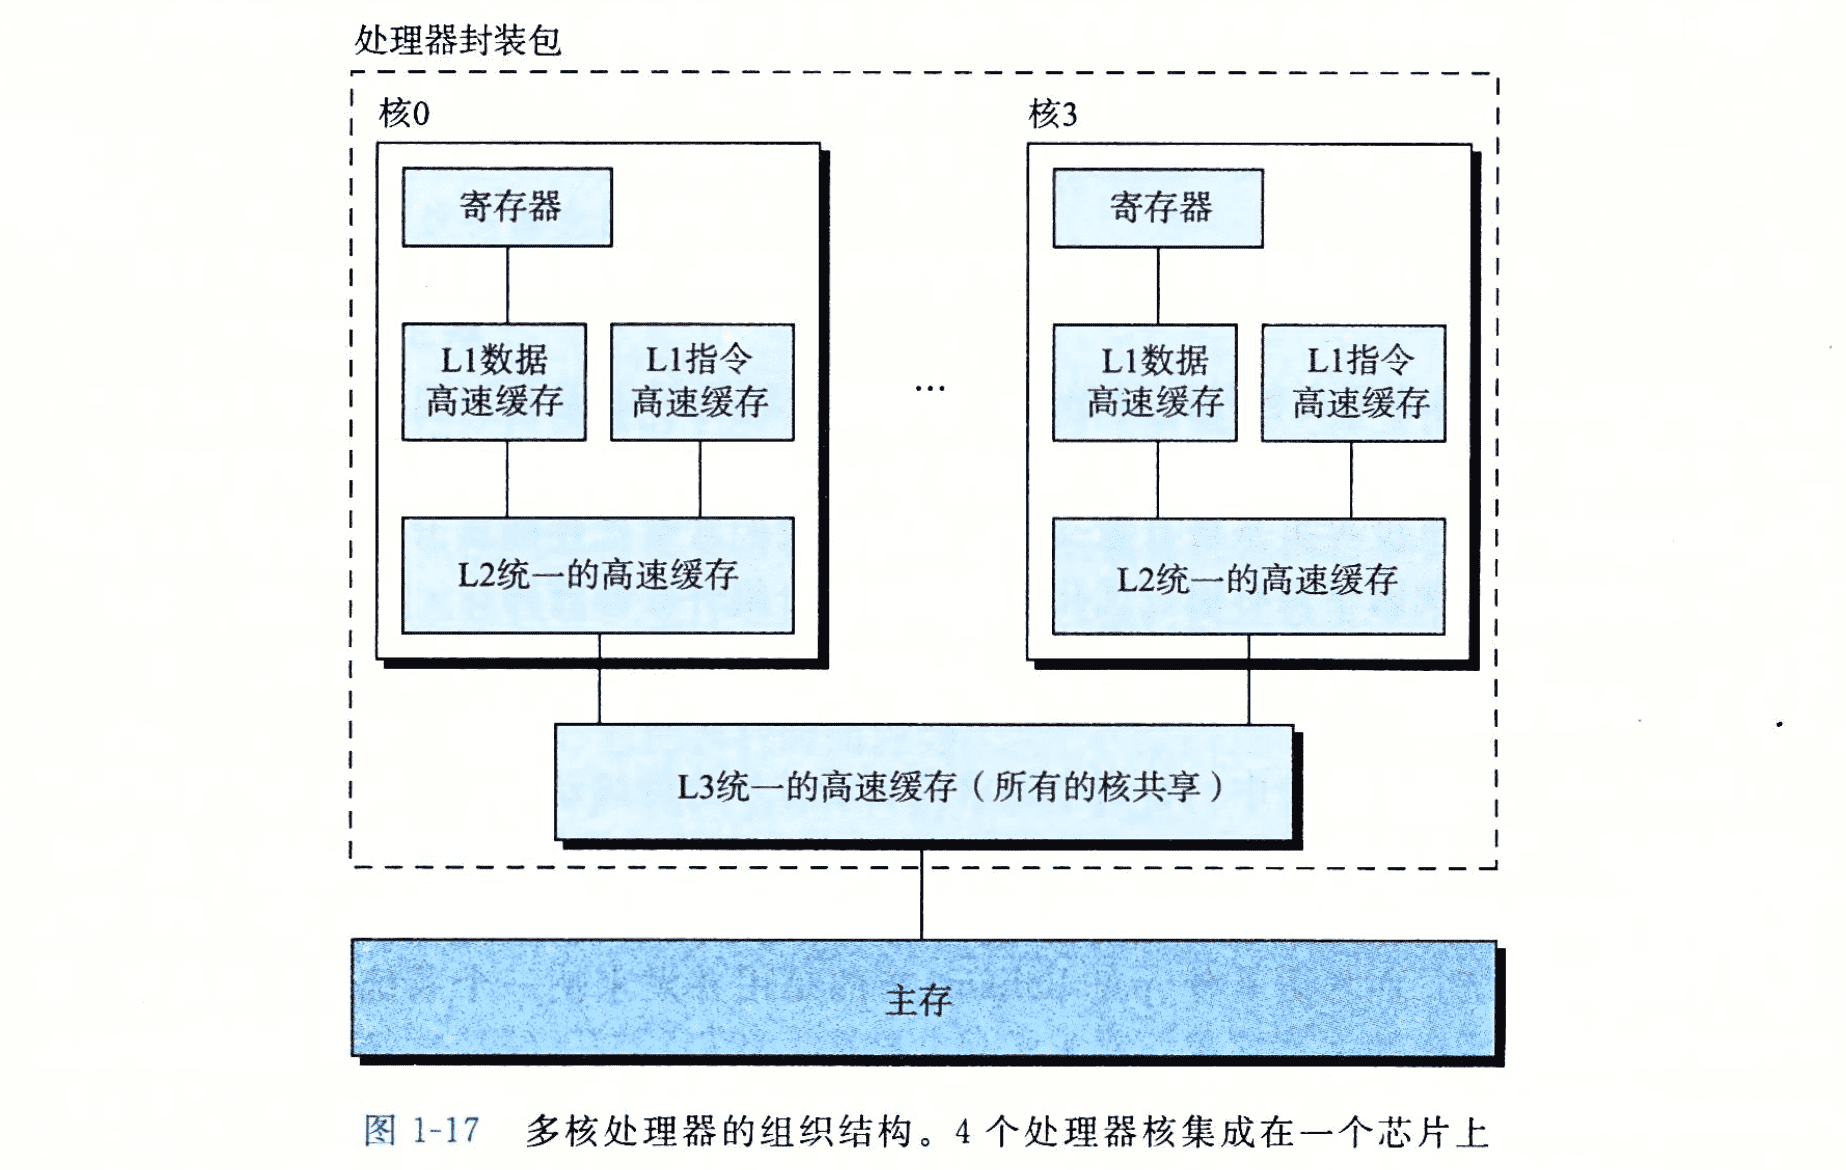 处理器封装包
核0
核3
寄存器
寄存器
L1数据
高速缓存
L1指令
高速缓存
...
L1数据
高速缓存
L1指令
高速缓存
L2统一的高速缓存
L2统一的高速缓存
L3统一的高速缓存（所有的核共享）
主存
图 1-17 多核处理器的组织结构。4 个处理器核集成在一个芯片上